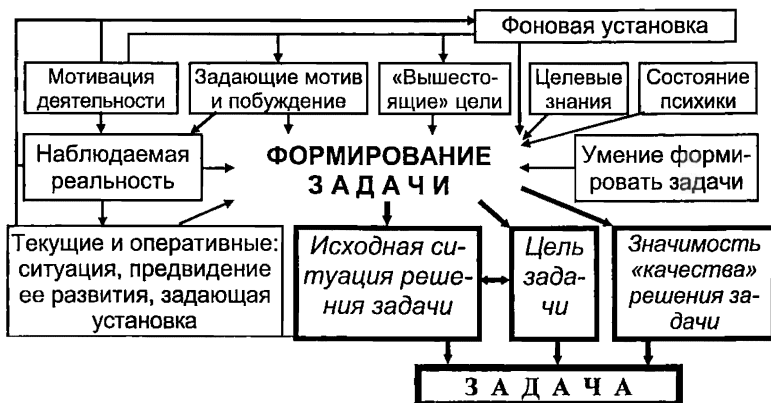 Фоновая установка
Мотивация
деятельности
Задающие мотив
и побуждение
«Вышесто-
ящие» цели
Целевые
знания
Состояние
психики
Наблюдаемая
реальность
ФОРМИРОВАНИЕ
ЗАДАЧИ
Умение форми-
ровать задачи
Текущие и оперативные:
ситуация, предвидение
ее развития, задающая
установка
Исходная си-
туация реше-
ния задачи
Цель
зада-
чи
Значимость
«качества»
решения за-
дачи
ЗАДАЧА